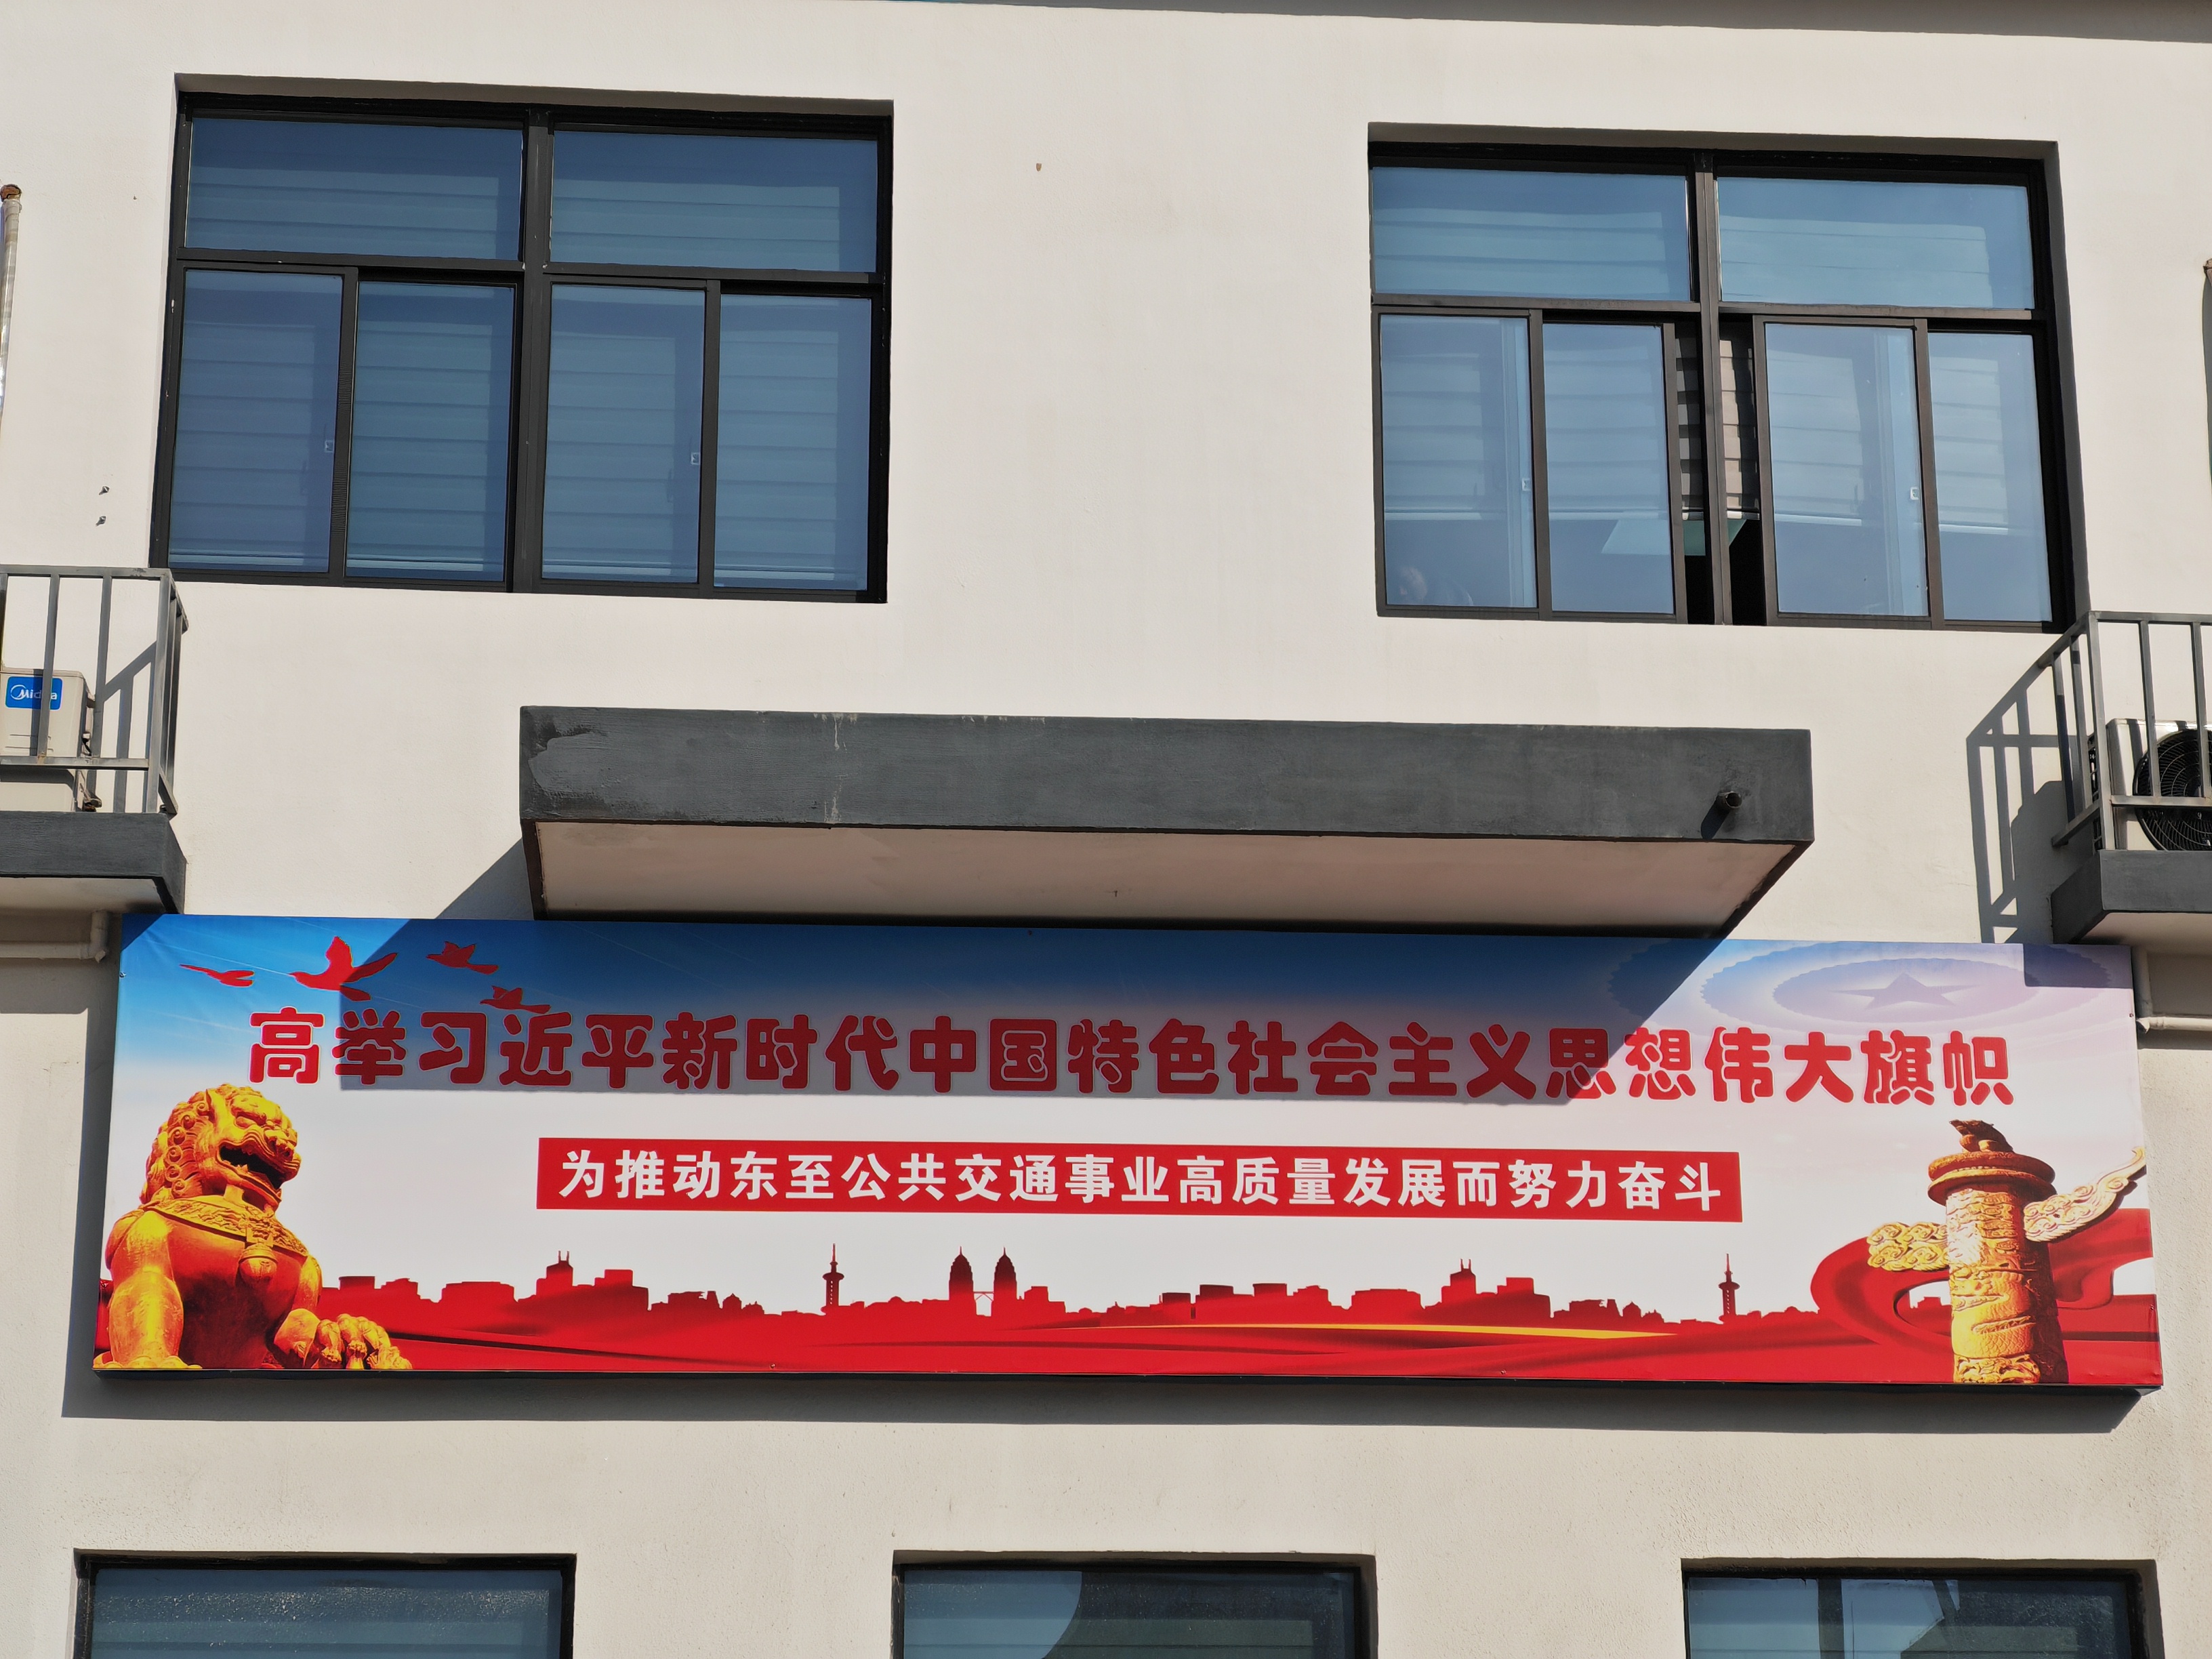 Midea
高举习近平新时代中国特色社会主义思想伟大旗帜
为推动东至公共交通事业高质量发展而努力奋斗